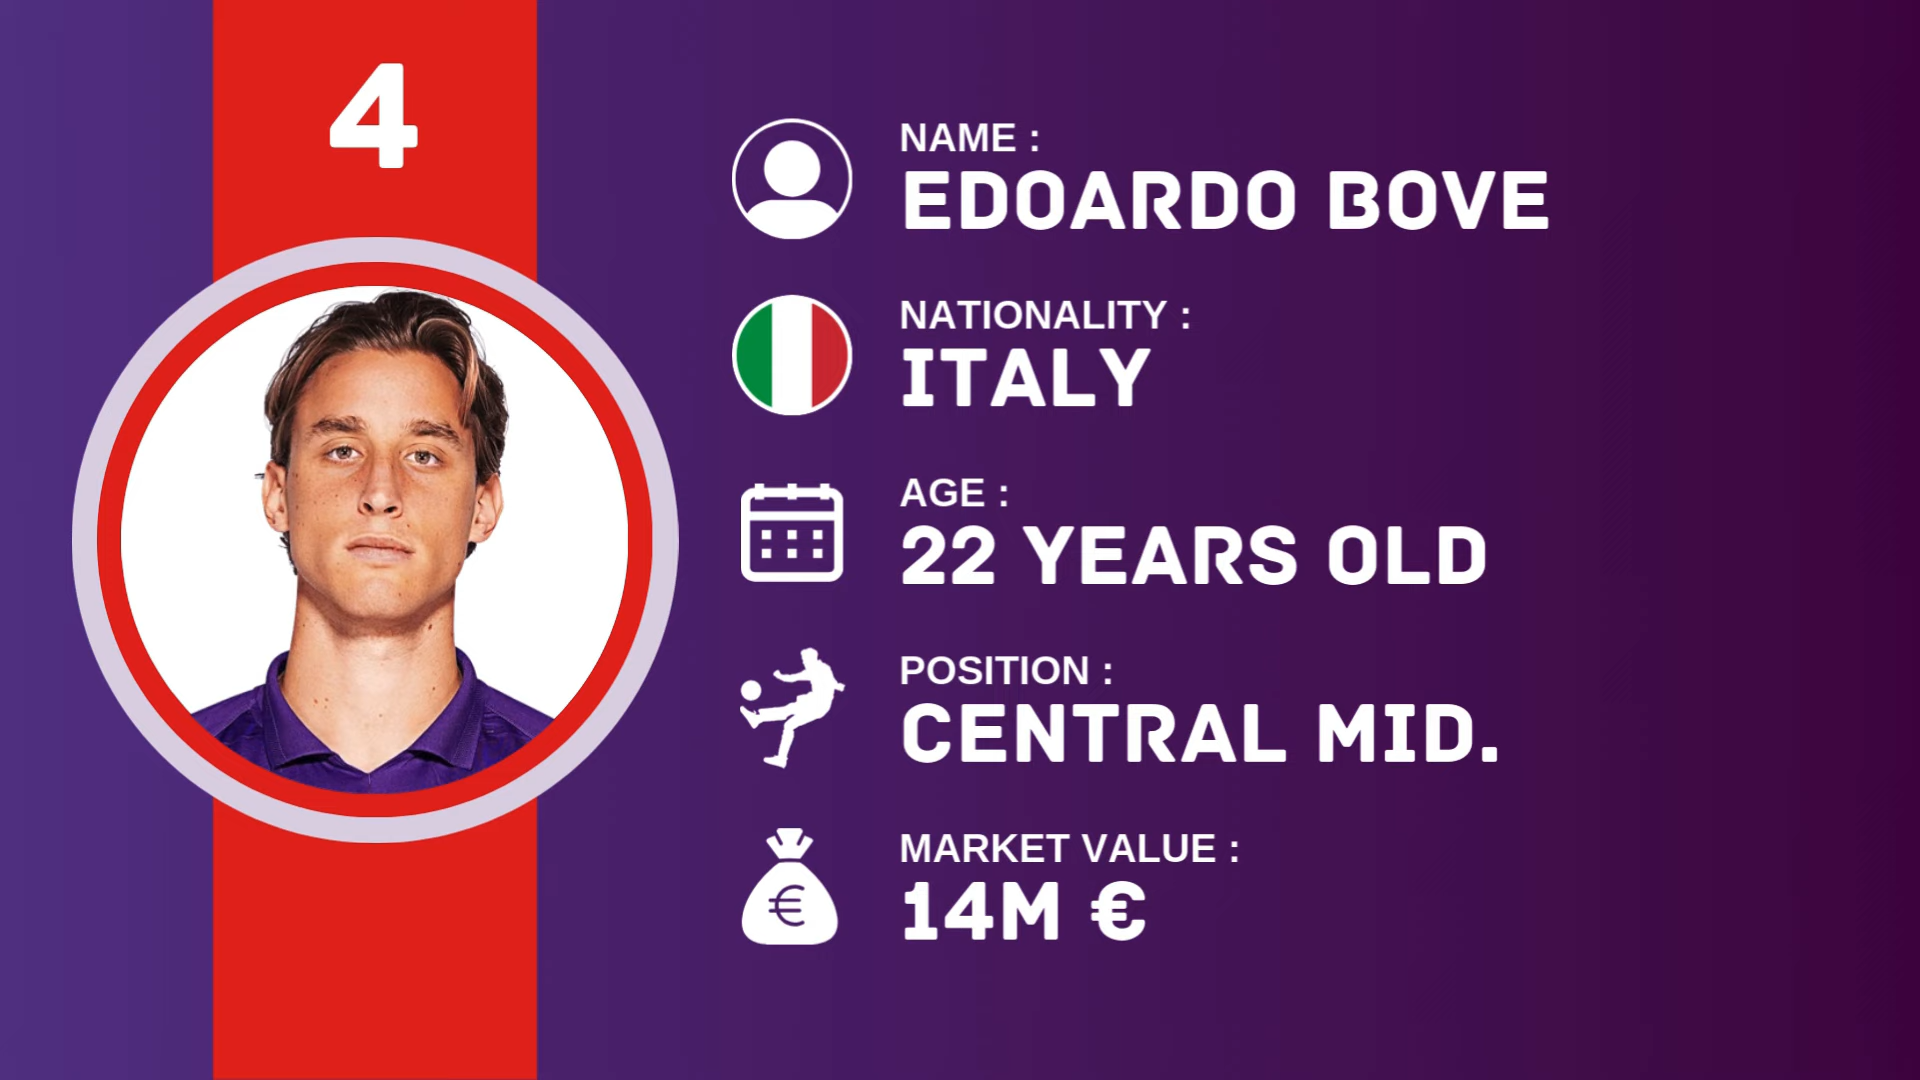 4
NAME :
EDOARDO BOVE
NATIONALITY :
ITALY
AGE :
22 YEARS OLD
POSITION :
CENTRAL MID.
MARKET VALUE :
€
14M €